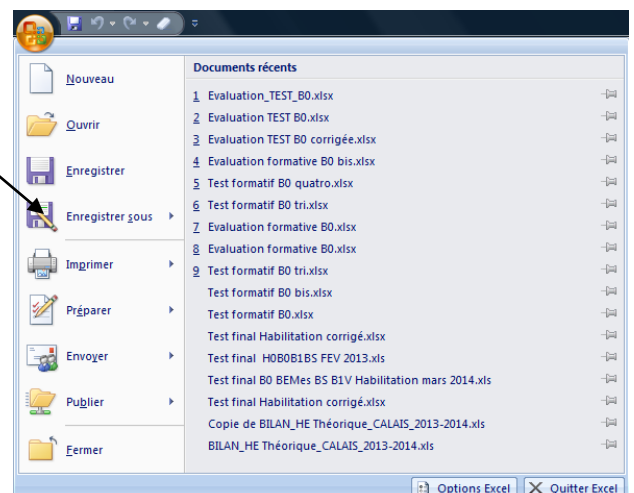 Nouveau
Ouvrir
Enregistrer
Enregistrer sous
Imprimer
Préparer
Envoyer
Publier
Fermer
Documents récents
1 Evaluation_TEST_B0.xlsx
2 Evaluation TEST B0.xlsx
3 Evaluation TEST B0 corrigée.xlsx
4 Evaluation formative B0 bis.xlsx
5 Test formatif B0 quatro.xlsx
6 Test formatif B0 tri.xlsx
7 Evaluation formative B0.xlsx
8 Evaluation formative B0.xlsx
9 Test formatif B0 tri.xlsx
Test formatif B0 bis.xlsx
Test formatif B0.xlsx
Test final Habilitation corrigé.xlsx
Test final H0B0B1BS FEV 2013.xls
Test final B0 BEMes BS B1V Habilitation mars 2014.xls
Test final Habilitation corrigé.xlsx
Copie de BILAN_HE Théorique_CALAIS_2013-2014.xls
BILAN_HE Théorique_CALAIS_2013-2014.xls
Options Excel
Quitter Excel